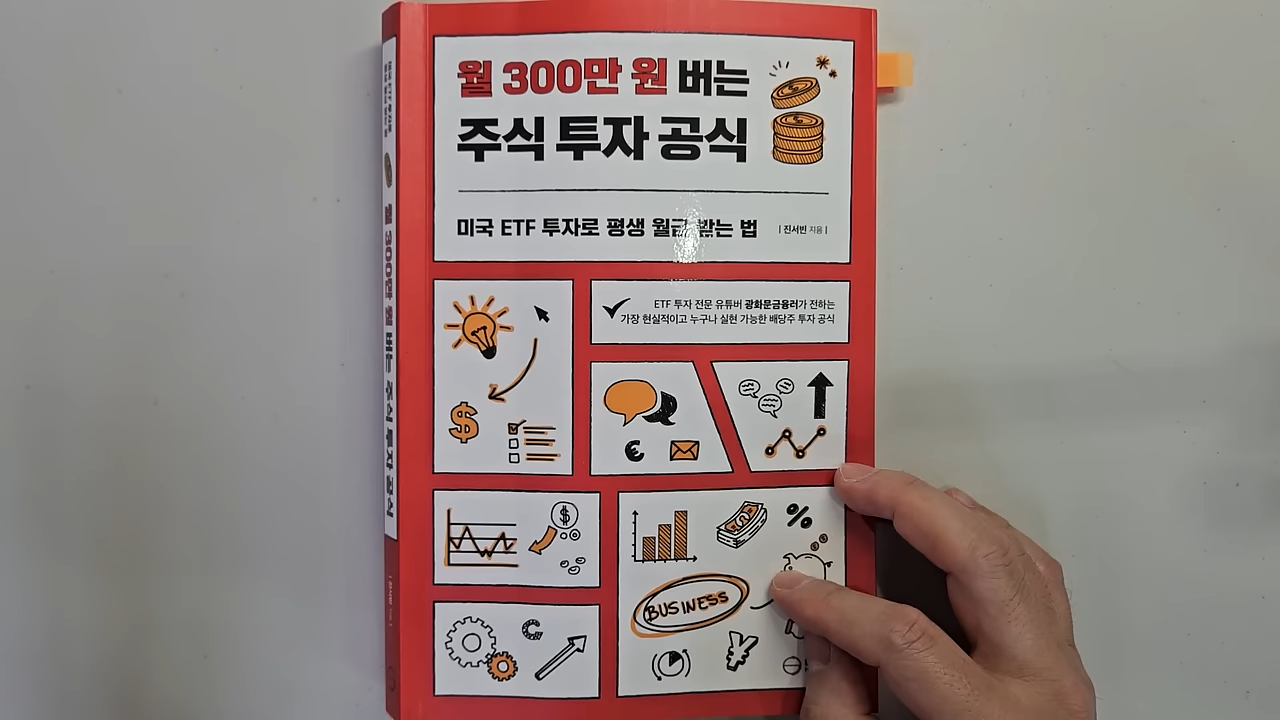 월 300만 원 버는
주식 투자 공식
미국 ETF 투자로 평생 월급 받는 법
| 진서빈 지음 |
ETF 투자 전문 유튜버 광화문금융러가 전하는
가장 현실적이고 누구나 실현 가능한 배당주 투자 공식
BUSINESS
월 300만 원 버는 주식 투자 공식